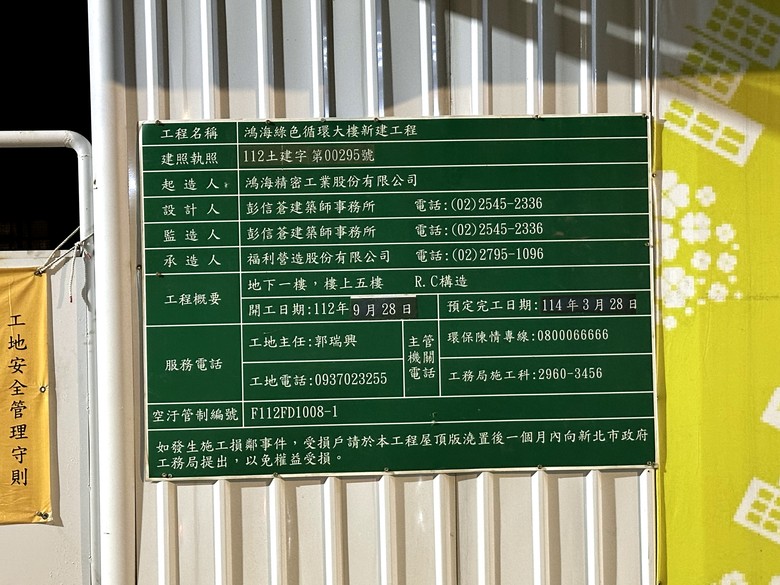 工程名稱 鴻海綠色循環大樓新建工程
建照執照 112土建字 第00295號
起造人 鴻海精密工業股份有限公司
設計人 彭信蒼建築師事務所 電話:(02)2545-2336
監造人 彭信蒼建築師事務所 電話:(02)2545-2336
承造人 福利營造股份有限公司 電話:(02)2795-1096
工程概要 地下一樓，樓上五樓 R.C構造
開工日期:112年9月28日 預定完工日期:114年3月28日
服務電話 工地主任:郭瑞興 主管機關電話 環保陳情專線:0800066666
工地電話:0937023255 工務局施工科:2960-3456
空汙管制編號 F112FD1008-1
如發生施工損鄰事件，受損戶請於本工程屋頂版澆置後一個月內向新北市政府
工務局提出，以免權益受損。
工地安全管理守則